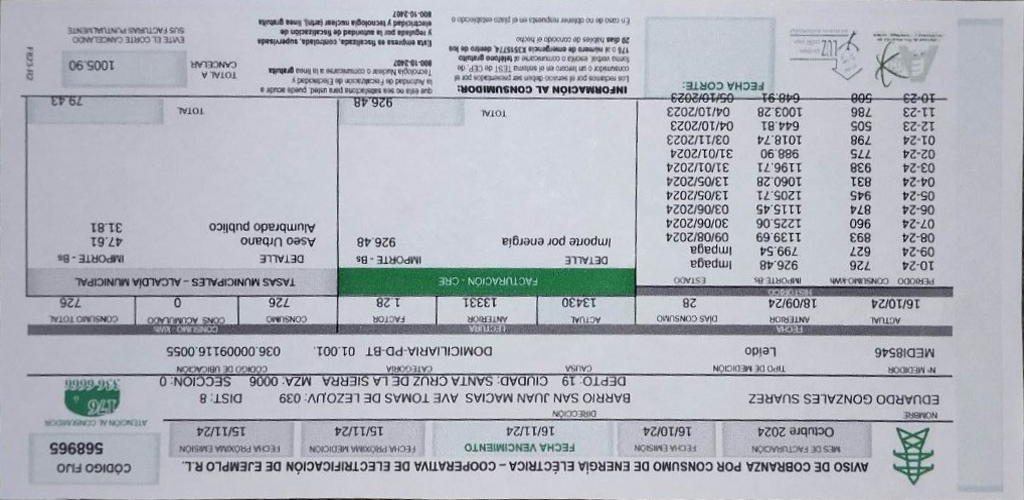 AVISO DE COBRANZA POR CONSUMO DE ENERGÍA ELÉCTRICA – COOPERATIVA DE ELECTRIFICACIÓN DE EJEMPLO R.L.
CÓDIGO FIJO
568965
MES DE FACTURACIÓN FECHA EMISIÓN FECHA VENCIMIENTO FECHA PRÓXIMA MEDICIÓN FECHA PRÓXIMA EMISIÓN
Octubre 2024 16/10/24 16/11/24 15/11/24 15/11/24
ATENCIÓN AL CONSUMIDOR
176
336 6666
NOMBRE DIRECCIÓN
EDUARDO GONZALES SUAREZ BARRIO SAN JUAN MACIAS AVE TOMAS DE LEZO
UV: 039 DIST: 8
DEPTO: 19 CIUDAD: SANTA CRUZ DE LA SIERRA MZA: 0006 SECCIÓN: 0
Nº MEDIDOR TIPO DE MEDICIÓN CAUSA CATEGORÍA CÓDIGO DE UBICACIÓN
MEDI8546 Leído DOMICILIARIA-PD-BT 01.001. 036.0009116.0055
FECHA LECTURA CONSUMO - kWh
ACTUAL ANTERIOR DÍAS CONSUMO ACTUAL ANTERIOR FACTOR CONSUMO CONS ACUMULADO CONSUMO TOTAL
16/10/24 18/09/24 28 13430 13331 1.28 726 0 726
HISTÓRICO
PERIODO CONSUMO-kWh IMPORTE Bs. ESTADO
10-24 726 926.48 Impaga
09-24 627 799.54 Impaga
08-24 893 1139.69 09/08/2024
07-24 960 1225.06 30/06/2024
06-24 874 1115.45 03/06/2024
05-24 945 1205.71 13/05/2024
04-24 831 1060.28 13/05/2024
03-24 938 1196.71 31/01/2024
02-24 775 988.90 31/01/2024
01-24 798 1018.74 03/11/2023
12-23 505 644.81 04/10/2023
11-23 786 1003.28 04/10/2023
10-23 508 648.91 05/10/2023
FACTURACIÓN - CRE
DETALLE IMPORTE - Bs
Importe por energía 926.48
TOTAL 926.48
TASAS MUNICIPALES – ALCALDÍA MUNICIPAL
DETALLE IMPORTE - Bs
Aseo Urbano 47.61
Alumbrado publico 31.81
TOTAL 79.43
FECHA CORTE:
LUZ
INFORMACIÓN AL CONSUMIDOR:
Los reclamos por el servicio deben ser presentados por el
consumidor o un tercero en el sistema TEST de CEP, de
forma verbal, escrita o comunicarse al teléfono gratuito
176 o al número de emergencia X3515774, dentro de los
20 días hábiles de conocido el hecho
En caso de no obtener respuesta en el plazo establecido o
que ésta no sea satisfactoria para usted, puede acudir a
la Autoridad de Fiscalización de Electricidad y
Tecnología Nuclear o comunicarse a la línea gratuita
800-10-2407
Esta empresa es fiscalizada, controlada, supervisada
y regulada por la autoridad de fiscalización de
electricidad y tecnología nuclear (aetn), línea gratuita
800-10-2407
TOTAL A
CANCELAR
1005.90
EVITE EL CORTE CANCELANDO
SUS FACTURAS PUNTUALMENTE